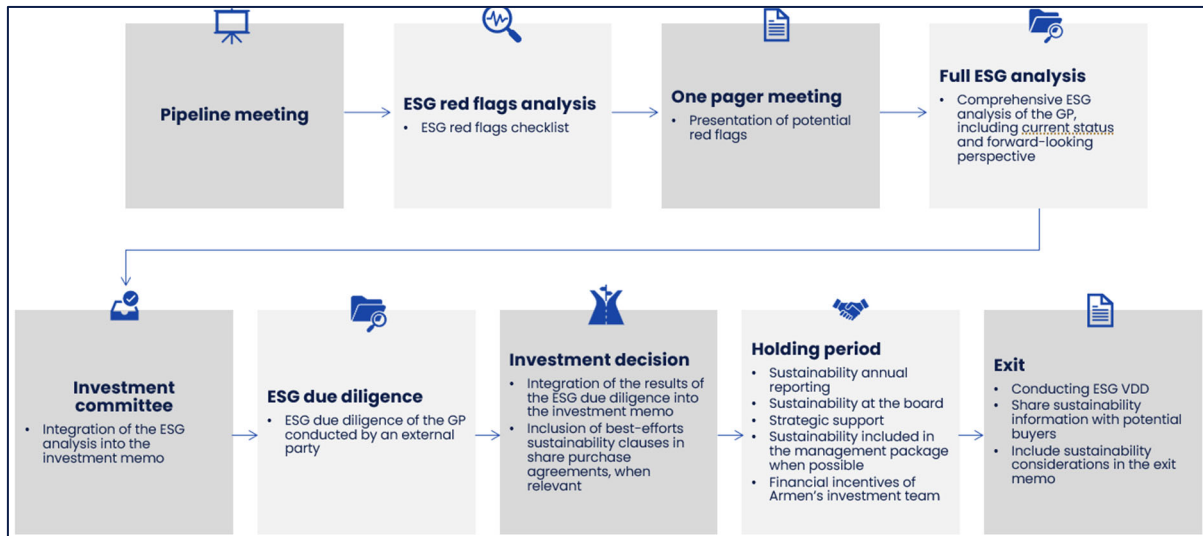 Pipeline meeting
ESG red flags analysis
• ESG red flags checklist
One pager meeting
• Presentation of potential
red flags
Full ESG analysis
• Comprehensive ESG
analysis of the GP,
including current status
and forward-looking
perspective
Investment
committee
• Integration of the ESG
analysis into the
investment memo
ESG due diligence
• ESG due diligence of the GP
conducted by an external
party
Investment decision
• Integration of the results of
the ESG due diligence into
the investment memo
• Inclusion of best-efforts
sustainability clauses in
share purchase
agreements, when
relevant
Holding period
• Sustainability annual
reporting
• Sustainability at the board
• Strategic support
• Sustainability included in
the management package
when possible
• Financial incentives of
Armen's investment team
Exit
• Conducting ESG VDD
• Share sustainability
information with potential
buyers
• Include sustainability
considerations in the exit
memo